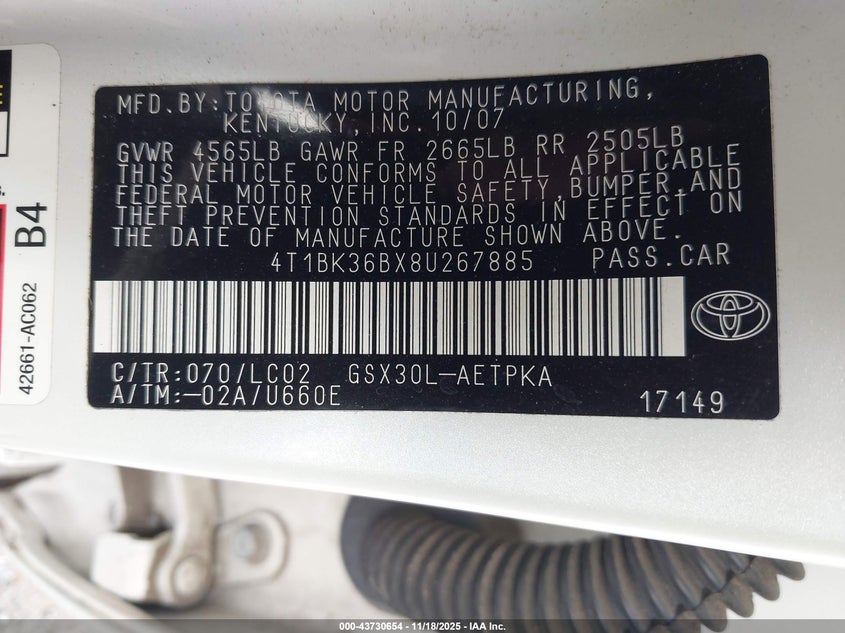 MFD.BY:TOYOTA MOTOR MANUFACTURING,
KENTUCKY,INC.10/07
GVWR 4565LB GAWR FR 2665LB RR 2505LB
THIS VEHICLE CONFORMS TO ALL APPLICABLE
FEDERAL MOTOR VEHICLE SAFETY,BUMPER,AND
THEFT PREVENTION STANDARDS IN EFFECT ON
THE DATE OF MANUFACTURE SHOWN ABOVE.
4T1BK36BX8U267885 PASS.CAR
C/TR:070/LC02 GSX30L-AETPKA
A/TM:-02A/U660E 17149
B4
42661-AC062
000-43730654 - 11/18/2025 - IAA Inc.